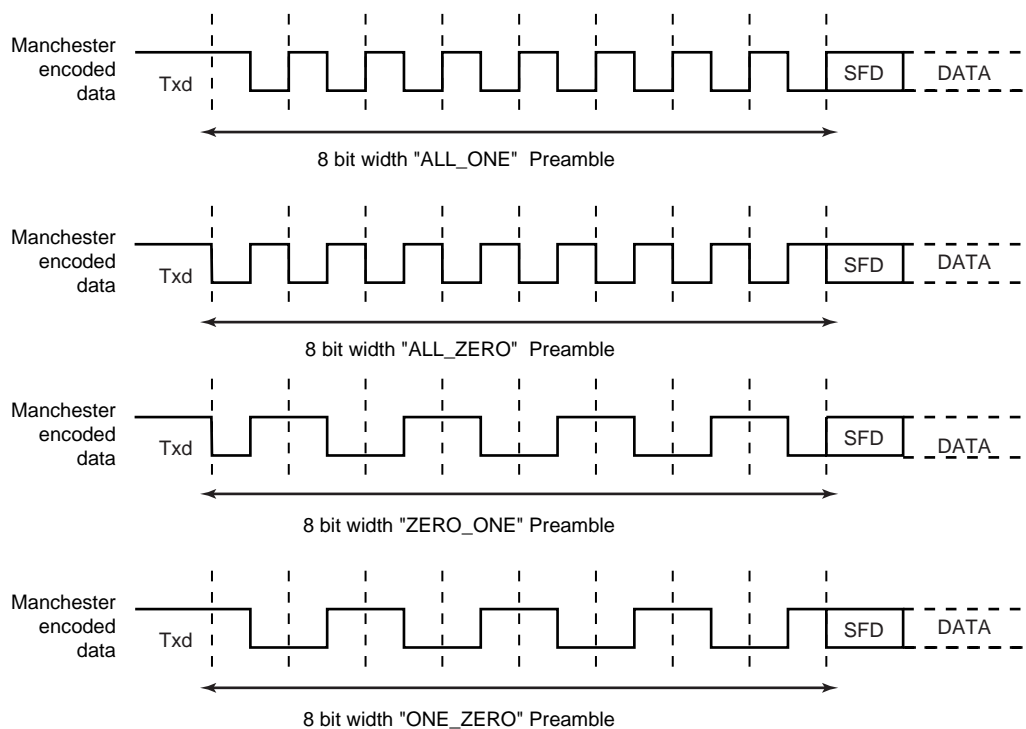 Manchester
encoded
data
Txd
SFD
DATA
8 bit width "ALL_ONE" Preamble
Manchester
encoded
data
Txd
SFD
DATA
8 bit width "ALL_ZERO" Preamble
Manchester
encoded
data
Txd
SFD
DATA
8 bit width "ZERO_ONE" Preamble
Manchester
encoded
data
Txd
SFD
DATA
8 bit width "ONE_ZERO" Preamble